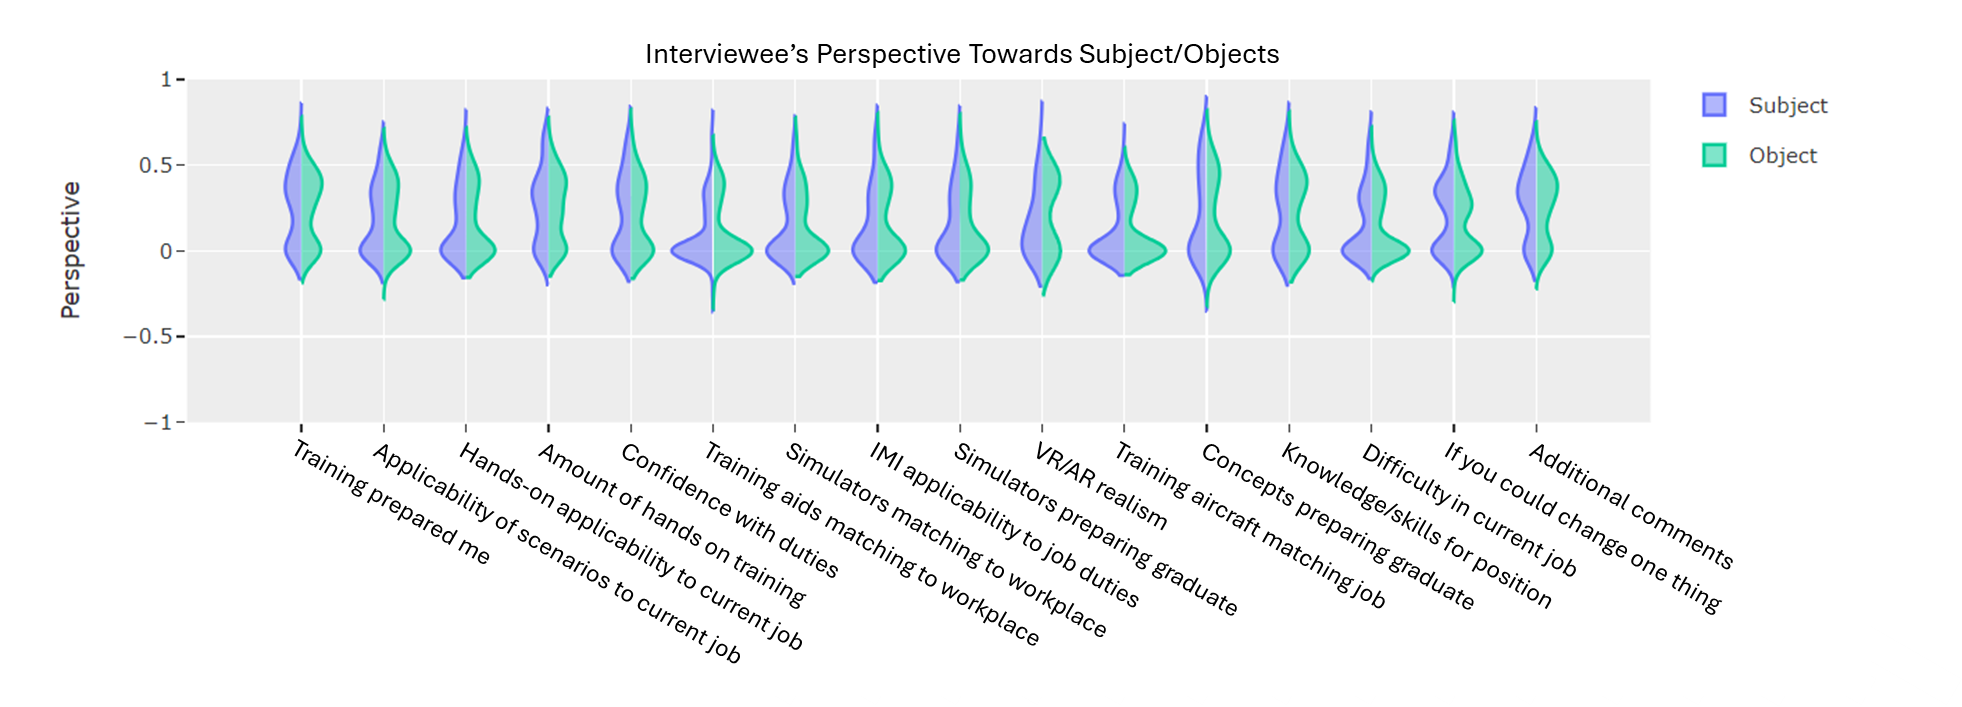 Interviewee’s Perspective Towards Subject/Objects
Perspective
1
0.5
0
−0.5
−1
Subject
Object
Training prepared me
Applicability of scenarios to current job
Hands-on applicability to current job
Amount of hands on training
Confidence with duties
Training aids matching to workplace
Simulators matching to workplace
IMI applicability to job duties
Simulators preparing graduate
VR/AR realism
Training aircraft matching job
Concepts preparing graduate
Knowledge/skills for position
Difficulty in current job
If you could change one thing
Additional comments